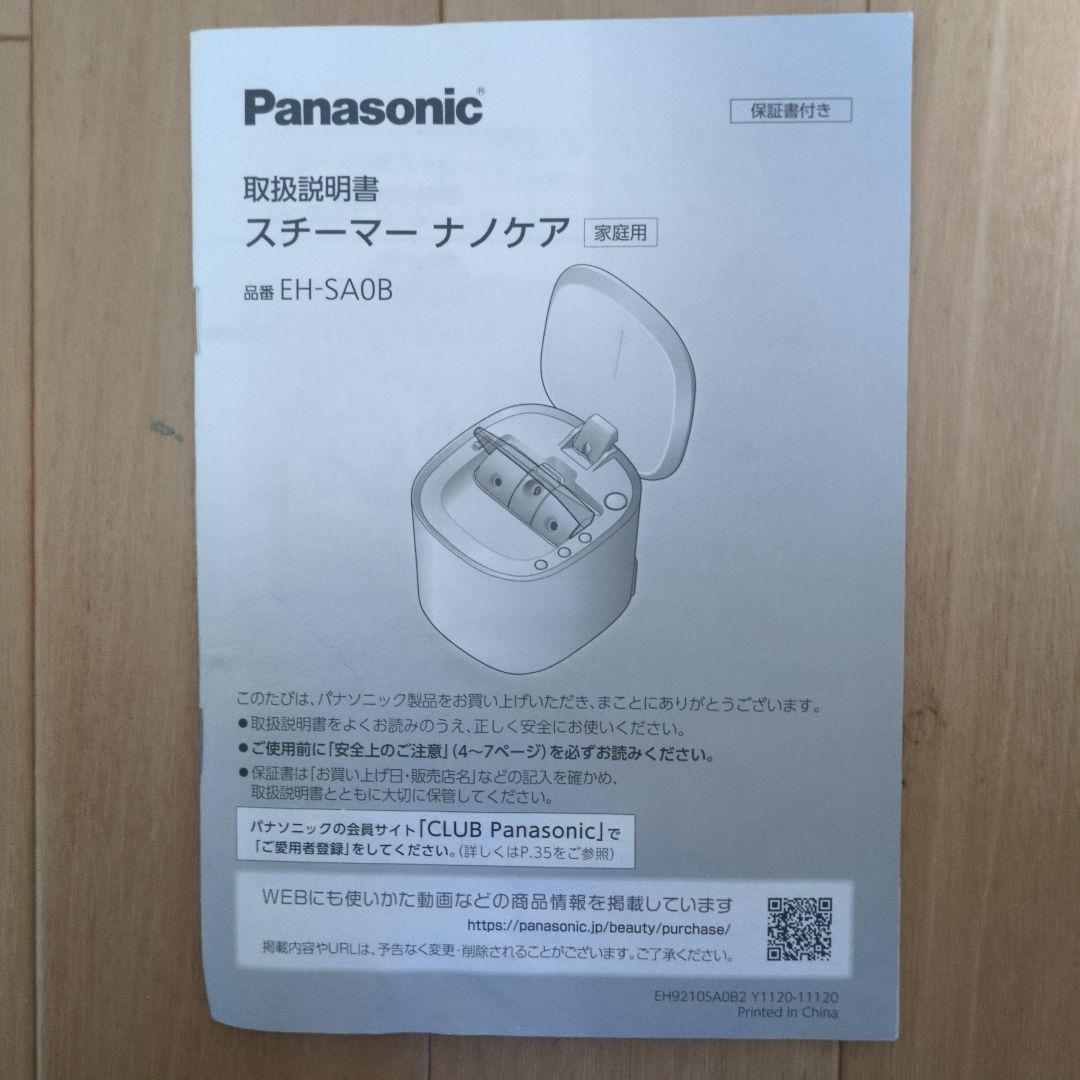 Panasonic®
保証書付き
取扱説明書
スチーマー ナノケア 家庭用
品番 EH-SA0B
このたびは、パナソニック製品をお買い上げいただき、まことにありがとうございます。
●取扱説明書をよくお読みのうえ、正しく安全にお使いください。
●ご使用前に「安全上のご注意」(4〜7ページ)を必ずお読みください。
●保証書は「お買い上げ日・販売店名」などの記入を確かめ、
取扱説明書とともに大切に保管してください。
パナソニックの会員サイト「CLUB Panasonic」で
「ご愛用者登録」をしてください。(詳しくはP.35をご参照)
WEBにも使いかた動画などの商品情報を掲載しています
https://panasonic.jp/beauty/purchase/
掲載内容やURLは、予告なく変更・削除されることがございます。ご了承ください。
EH9210SA0B2 Y1120-11120
Printed in China